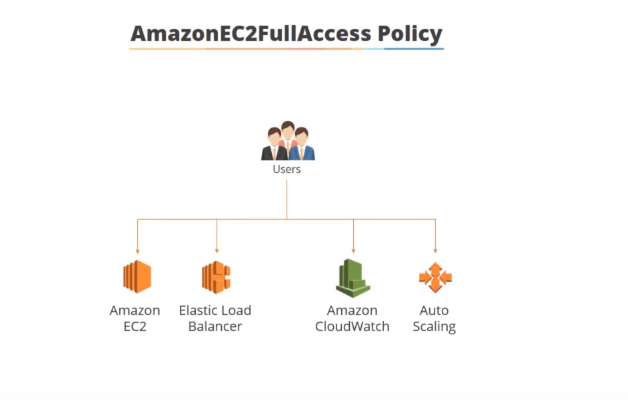 AmazonEC2FullAccess Policy
Users
Amazon
EC2
Elastic Load
Balancer
Amazon
CloudWatch
Auto
Scaling